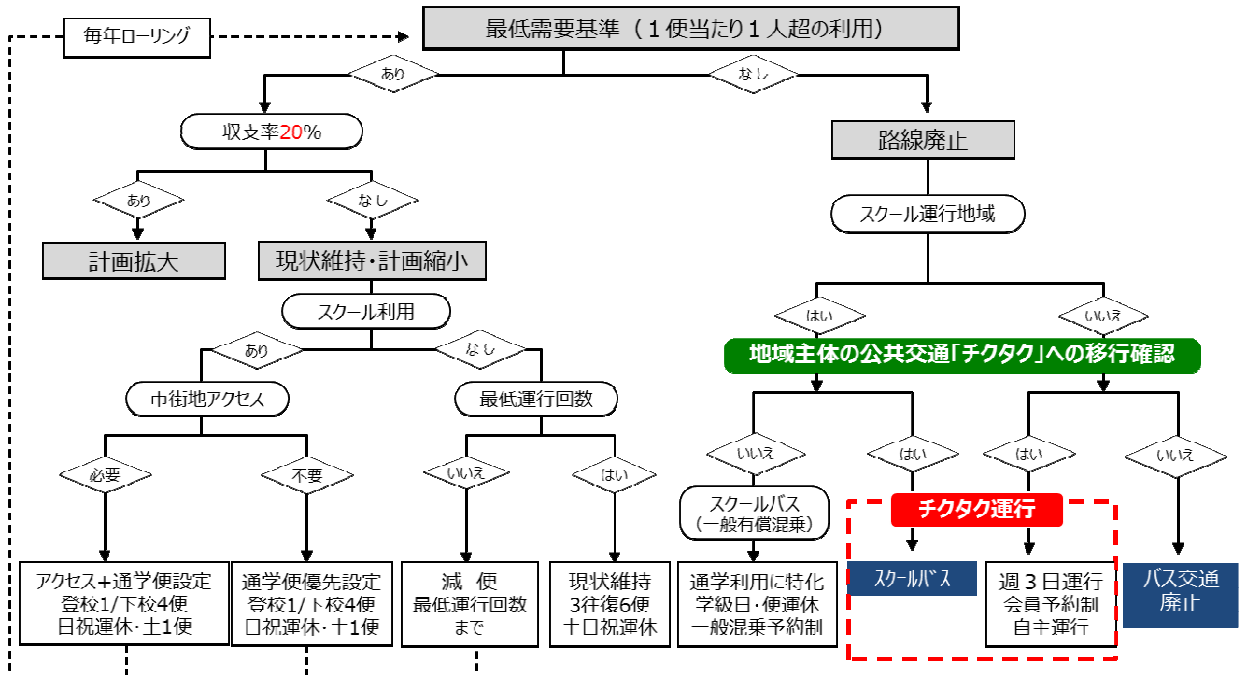 毎年ローリング
最低需要基準（１便当たり１人超の利用）
あり
なし
収支率20%
路線廃止
あり
なし
スクール運行地域
計画拡大
現状維持・計画縮小
スクール利用
はい
いいえ
あり
なし
地域主体の公共交通「チクタク」への移行確認
市街地アクセス
最低運行回数
必要
不要
いいえ
はい
いいえ
はい
はい
いいえ
スクールバス
（一般有償混乗）
チクタク運行
アクセス+通学便設定
登校1/下校4便
日祝運休・土1便
通学便優先設定
登校1/下校4便
日祝運休・土1便
減 便
最低運行回数
まで
現状維持
3往復6便
土日祝運休
通学利用に特化
学級日・便運休
一般混乗予約制
スクールバス
週３日運行
会員予約制
自主運行
バス交通
廃止